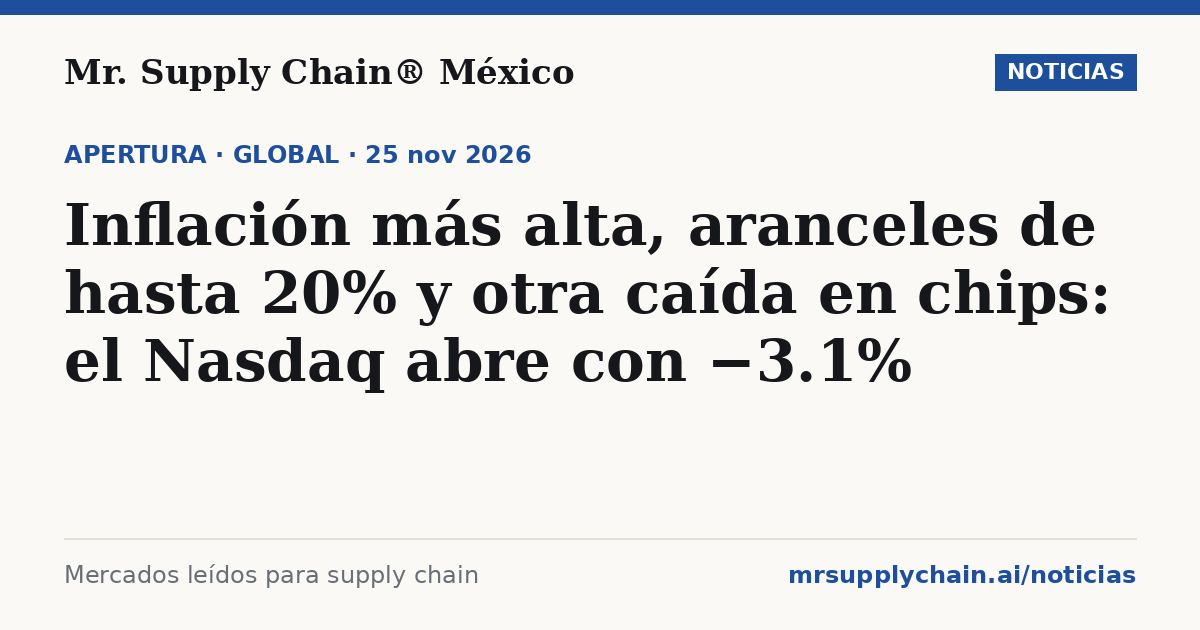 Mr. Supply Chain® México
NOTICIAS
APERTURA · GLOBAL · 25 nov 2026
Inflación más alta, aranceles de
hasta 20% y otra caída en chips:
el Nasdaq abre con −3.1%
Mercados leídos para supply chain
mrsupplychain.ai/noticias